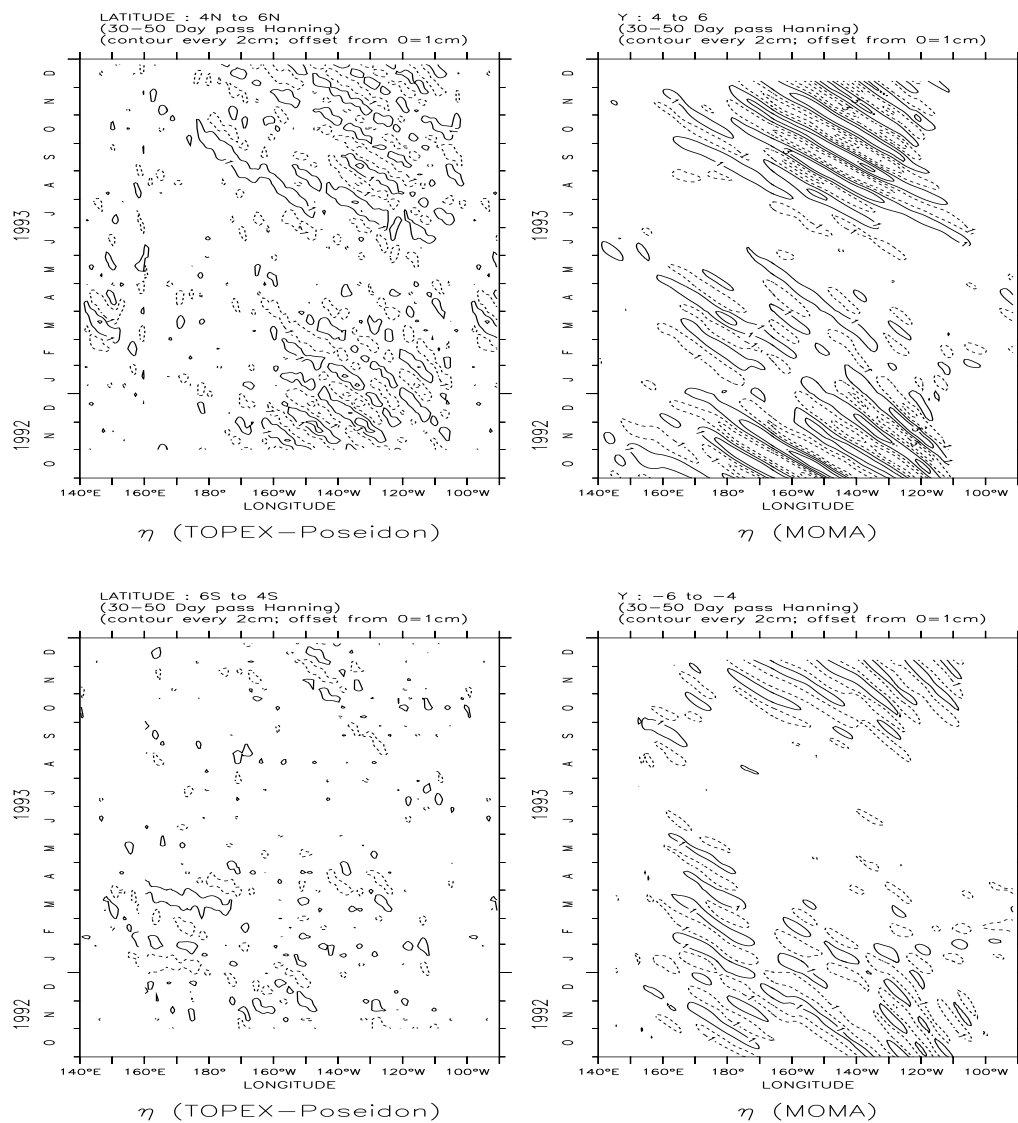 LATITUDE : 4N to 6N
(30−50 Day pass Hanning)
(contour every 2cm; offset from 0=1cm)
D
N
O
S
A
J
J
M
A
M
F
J
D
N
O
1993
1992
140°E 160°E 180° 160°W 140°W 120°W 100°W
LONGITUDE
η (TOPEX−Poseidon)
Y : 4 to 6
(30−50 Day pass Hanning)
(contour every 2cm; offset from 0=1cm)
D
N
O
S
A
J
J
M
A
M
F
J
D
N
O
1993
1992
140°E 160°E 180° 160°W 140°W 120°W 100°W
LONGITUDE
η (MOMA)
LATITUDE : 6S to 4S
(30−50 Day pass Hanning)
(contour every 2cm; offset from 0=1cm)
D
N
O
S
A
J
J
M
A
M
F
J
D
N
O
1993
1992
140°E 160°E 180° 160°W 140°W 120°W 100°W
LONGITUDE
η (TOPEX−Poseidon)
Y : −6 to −4
(30−50 Day pass Hanning)
(contour every 2cm; offset from 0=1cm)
D
N
O
S
A
J
J
M
A
M
F
J
D
N
O
1993
1992
140°E 160°E 180° 160°W 140°W 120°W 100°W
LONGITUDE
η (MOMA)